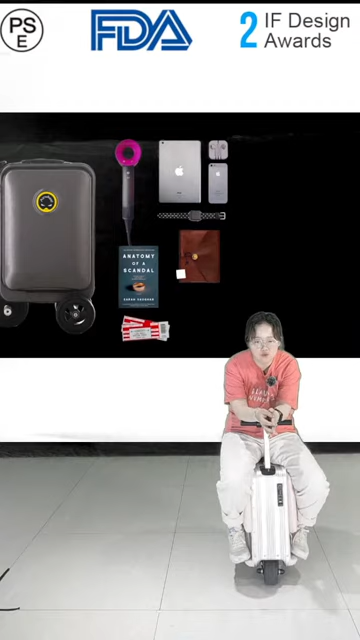 PS
E
FDA
2 IF Design
Awards
ANATOMY
OF A
SCANDAL
SARAH VAUGHAN